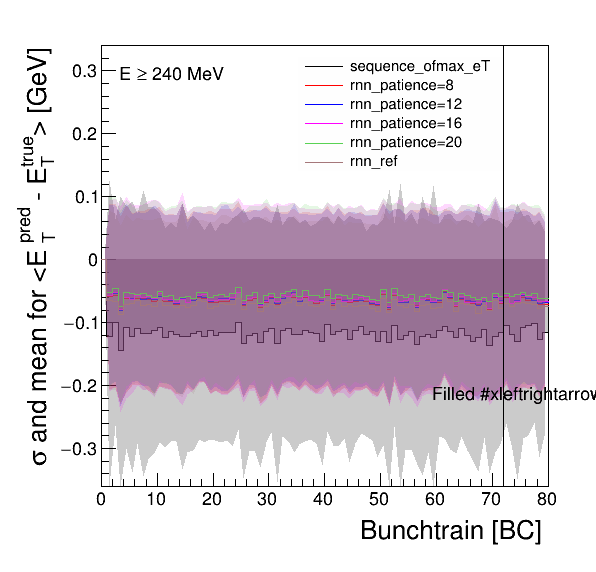 E ≥ 240 MeV
sequence_ofmax_eT
rnn_patience=8
rnn_patience=12
rnn_patience=16
rnn_patience=20
rnn_ref
σ and mean for <E_T^pred - E_T^true> [GeV]
0.3
0.2
0.1
0
−0.1
−0.2
−0.3
Filled #xleftrightarrow
0 10 20 30 40 50 60 70 80
Bunchtrain [BC]